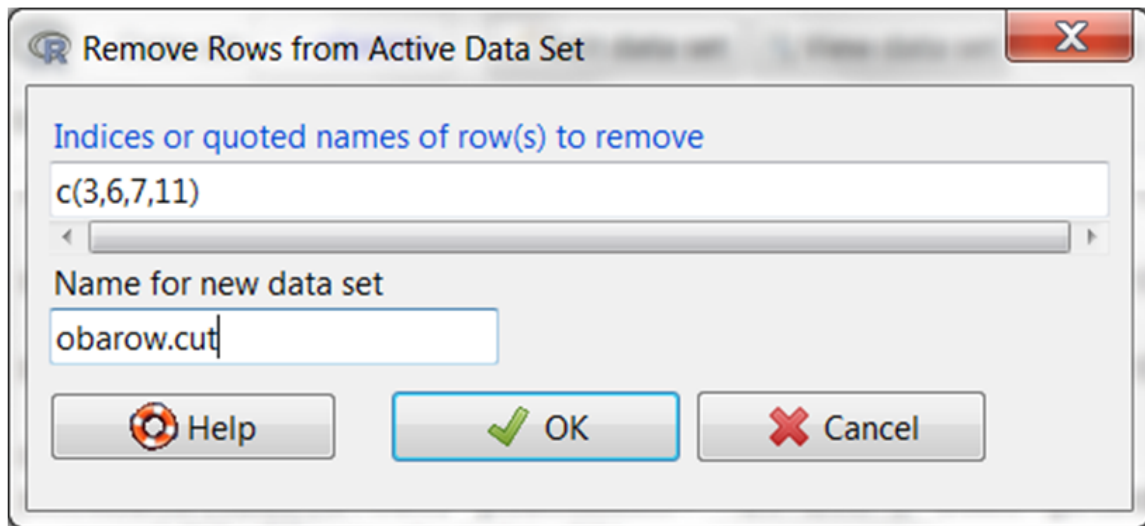 Remove Rows from Active Data Set
Indices or quoted names of row(s) to remove
c(3,6,7,11)
Name for new data set
obarow.cut
Help OK Cancel